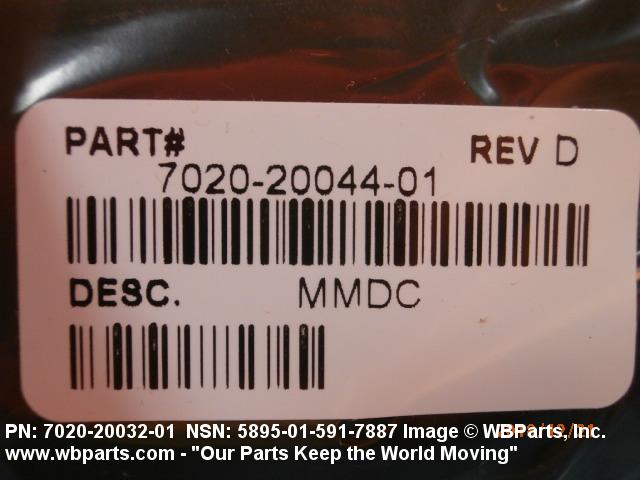 PART# REV D
7020-20044-01
DESC. MMDC
PN: 7020-20032-01 NSN: 5895-01-591-7887 Image © WBParts, Inc.
www.wbparts.com - "Our Parts Keep the World Moving"